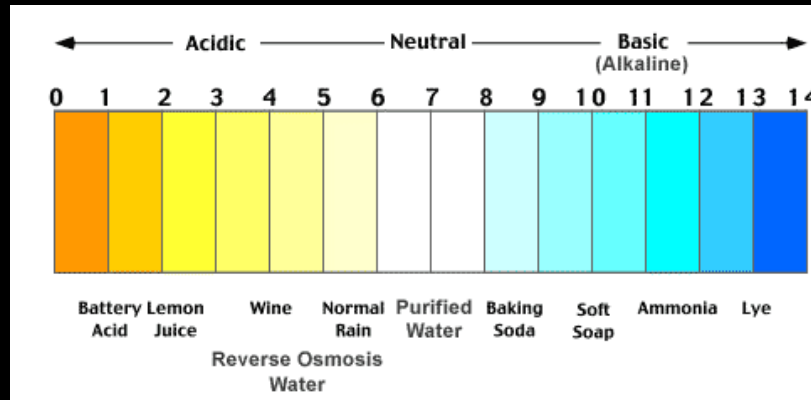 Acidic Neutral Basic
(Alkaline)
0 1 2 3 4 5 6 7 8 9 10 11 12 13 14
Battery Lemon Wine Normal Purified Baking Soft Ammonia Lye
Acid Juice Rain Water Soda Soap
Reverse Osmosis
Water